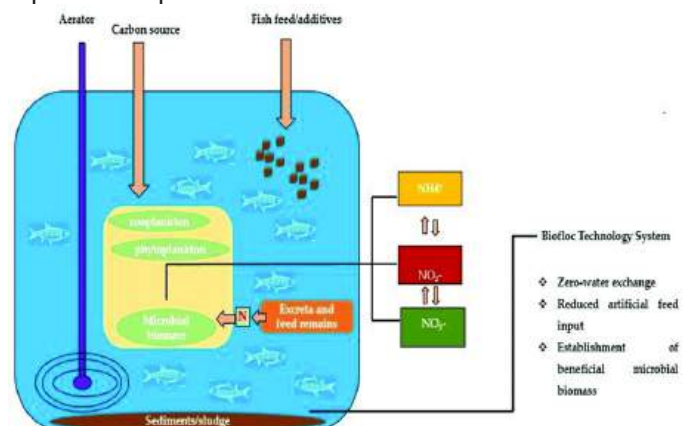 Aerator
Carbon source
Fish feed/additives
zooplankton
phytoplankton
Microbial
biomass
N
Excreta and
feed remains
NO₂-
NO₃-
Biofloc Technology System
❖ Zero-water exchange
❖ Reduced artificial feed
input
❖ Establishment of
beneficial microbial
biomass
Sediments/sludge